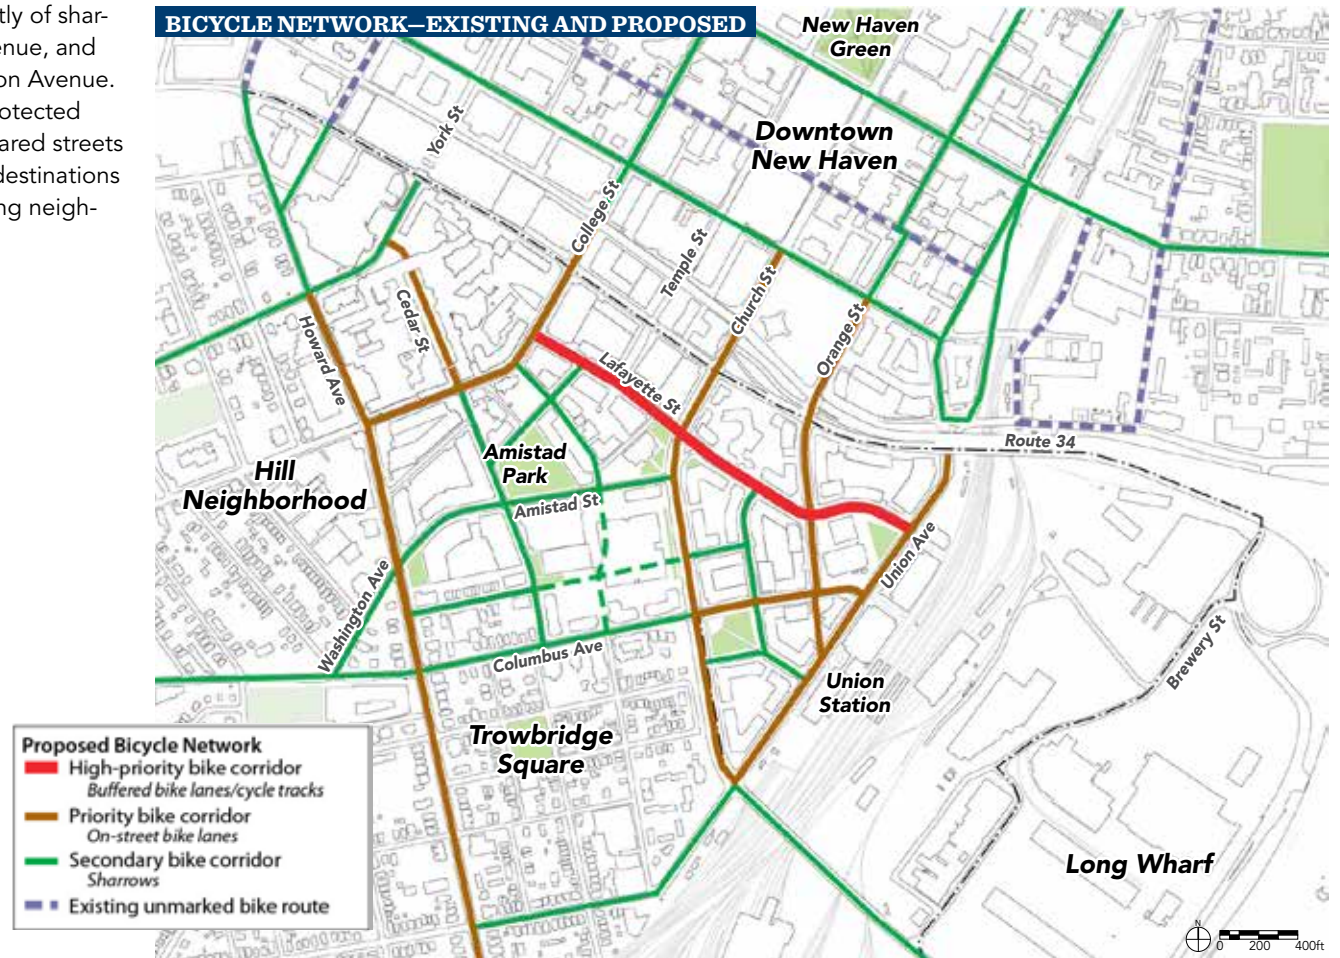 tly of shar-
enue, and
on Avenue.
otected
ared streets
destinations
ng neigh-
BICYCLE NETWORK—EXISTING AND PROPOSED
New Haven
Green
Downtown
New Haven
York St
College St
Temple St
Church St
Orange St
Cedar St
Howard Ave
Lafayette St
Route 34
Amistad
Park
Hill
Neighborhood
Amistad St
Union Ave
Washington Ave
Columbus Ave
Brewery St
Union
Station
Trowbridge
Square
Long Wharf
Proposed Bicycle Network
High-priority bike corridor
Buffered bike lanes/cycle tracks
Priority bike corridor
On-street bike lanes
Secondary bike corridor
Sharrows
Existing unmarked bike route
N
0 200 400ft